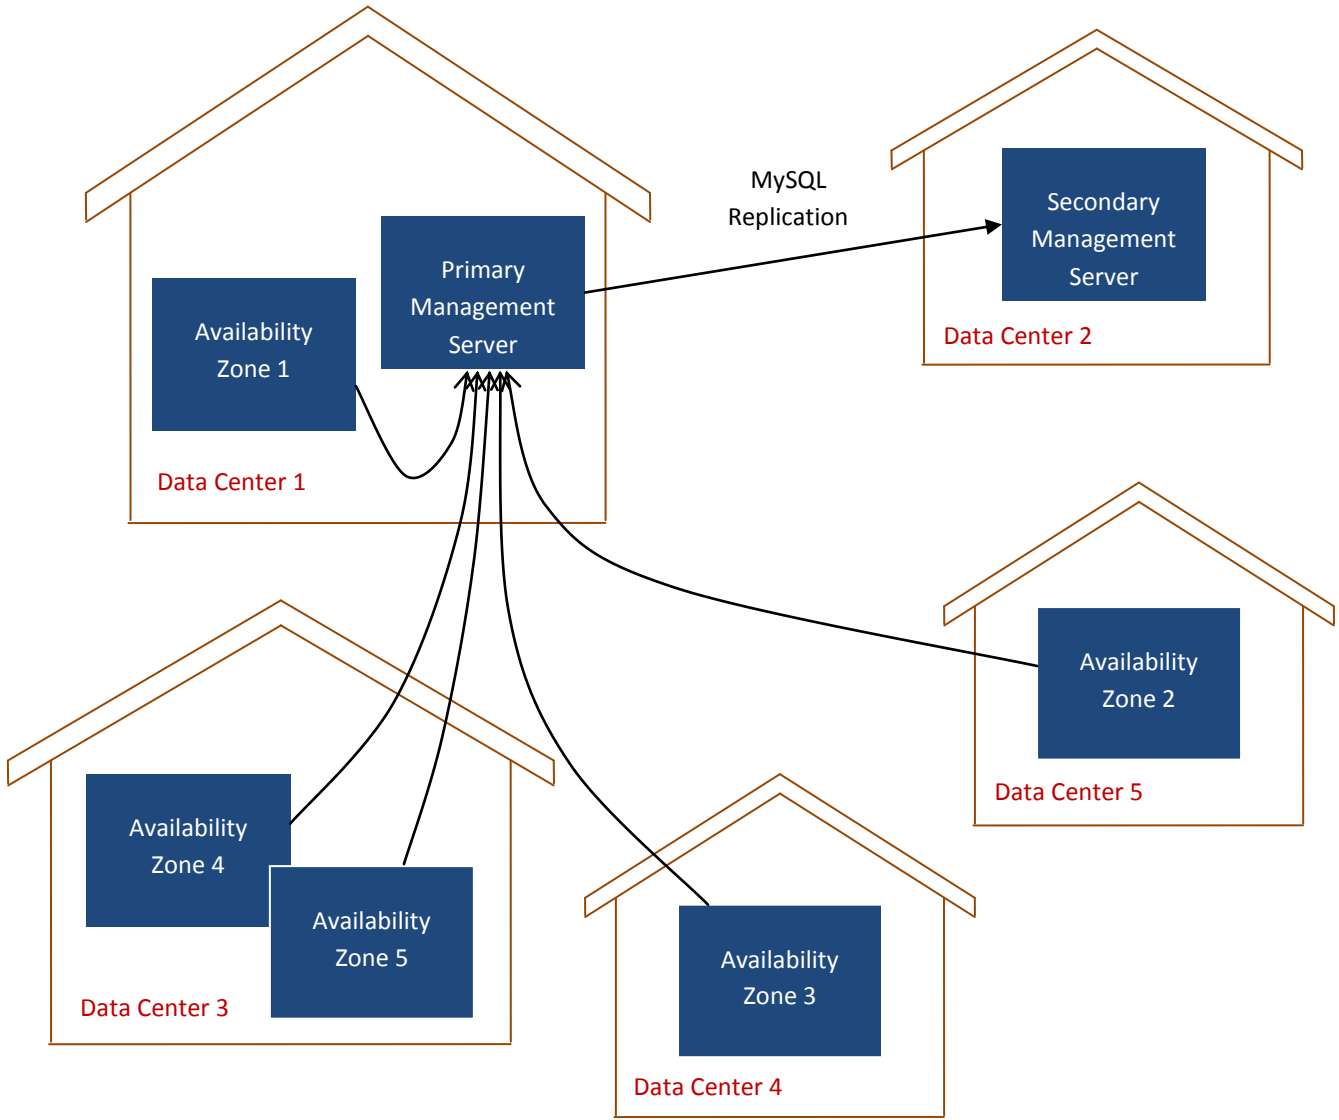 MySQL
Replication
Secondary
Management
Server
Data Center 2
Primary
Management
Server
Availability
Zone 1
Data Center 1
Availability
Zone 2
Data Center 5
Availability
Zone 4
Availability
Zone 5
Data Center 3
Availability
Zone 3
Data Center 4